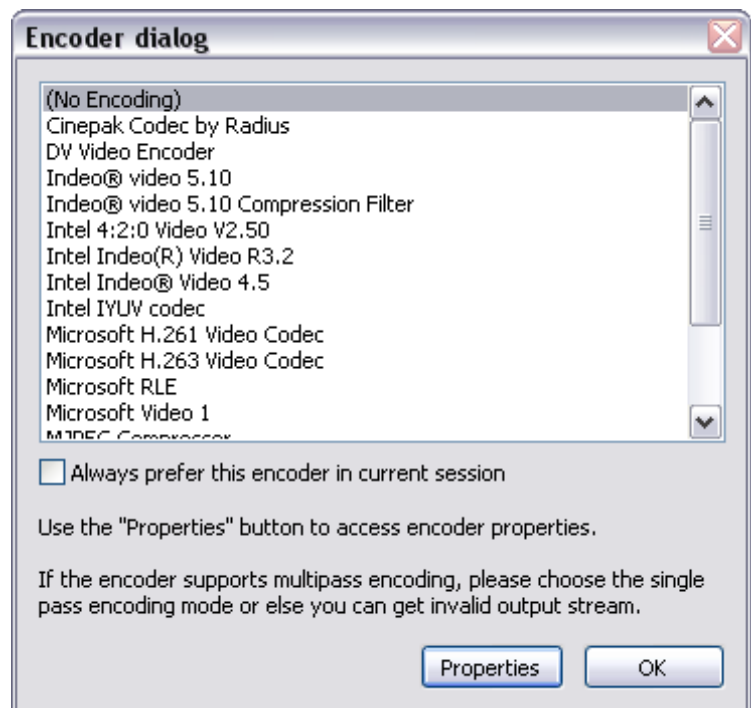 Encoder dialog
(No Encoding)
Cinepak Codec by Radius
DV Video Encoder
Indeo® video 5.10
Indeo® video 5.10 Compression Filter
Intel 4:2:0 Video V2.50
Intel Indeo(R) Video R3.2
Intel Indeo® Video 4.5
Intel IYUV codec
Microsoft H.261 Video Codec
Microsoft H.263 Video Codec
Microsoft RLE
Microsoft Video 1
MJPEG Compressor
Always prefer this encoder in current session
Use the "Properties" button to access encoder properties.
If the encoder supports multipass encoding, please choose the single
pass encoding mode or else you can get invalid output stream.
Properties
OK